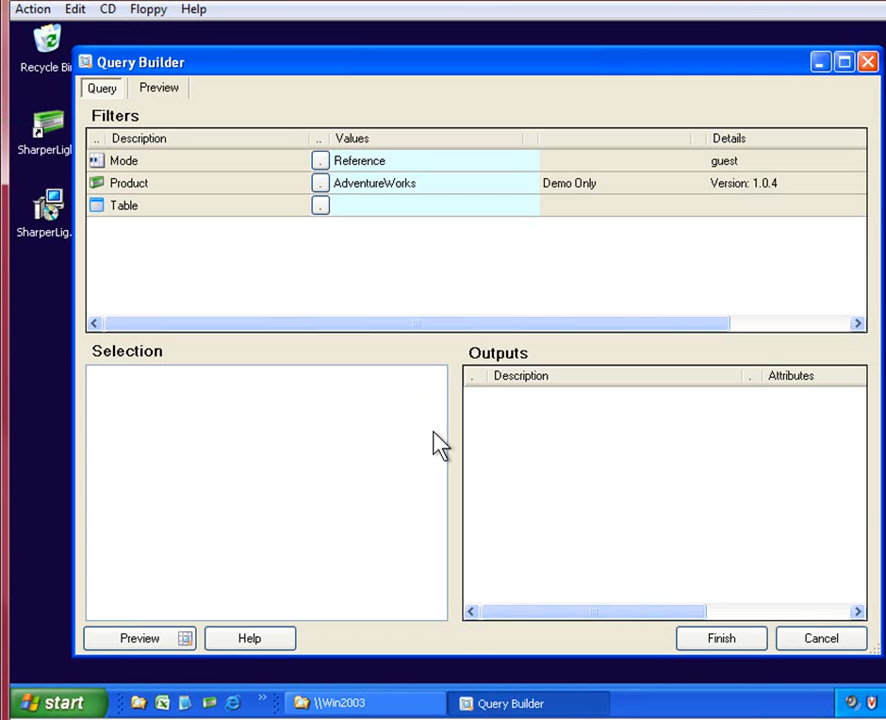 Action Edit CD Floppy Help
Recycle Bin
Query Builder
Query Preview
Filters
.. Description .. Values Details
SharperLigh
Mode . Reference guest
Product . AdventureWorks Demo Only Version: 1.0.4
Table .
SharperLig...
Selection
Outputs
. Description . Attributes
Preview Help Finish Cancel
start » \\Win2003 Query Builder